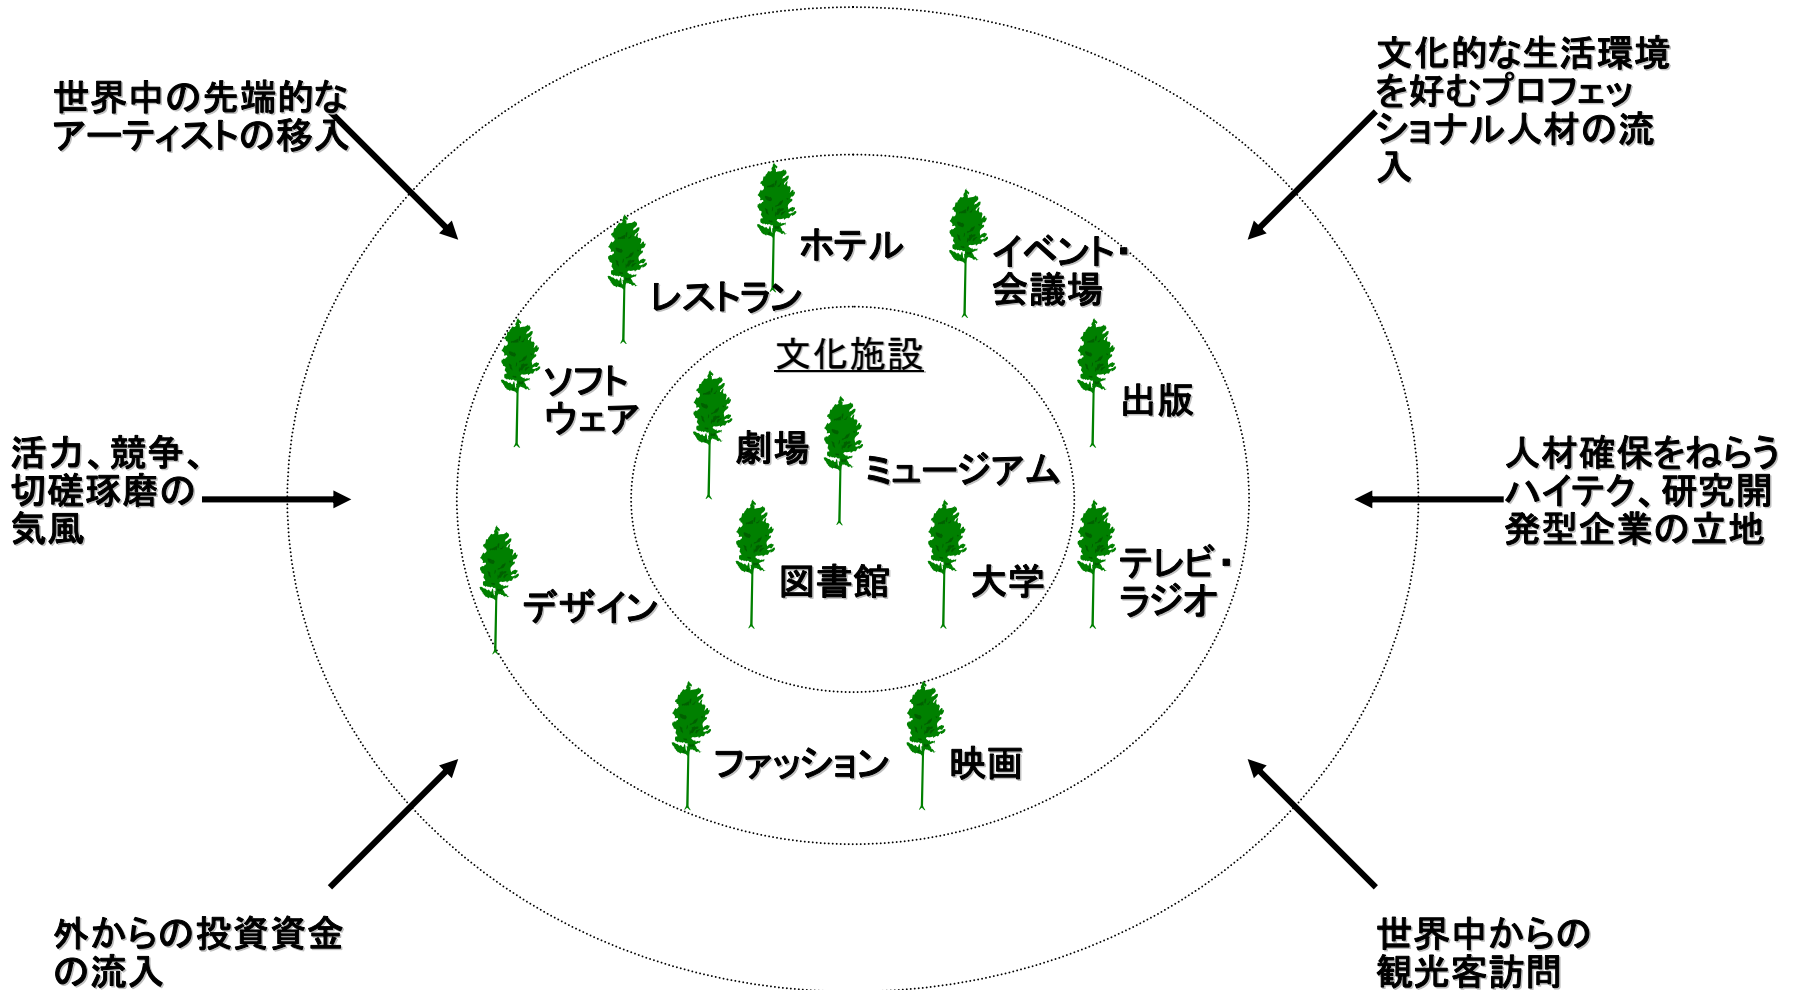 世界中の先端的な
アーティストの移入
文化的な生活環境
を好むプロフェッ
ショナル人材の流
入
ホテル
イベント・
会議場
レストラン
文化施設
ソフト
ウェア
出版
劇場
ミュージアム
活力、競争、
切磋琢磨の
気風
人材確保をねらう
ハイテク、研究開
発型企業の立地
図書館
大学
テレビ・
ラジオ
デザイン
ファッション
映画
外からの投資資金
の流入
世界中からの
観光客訪問